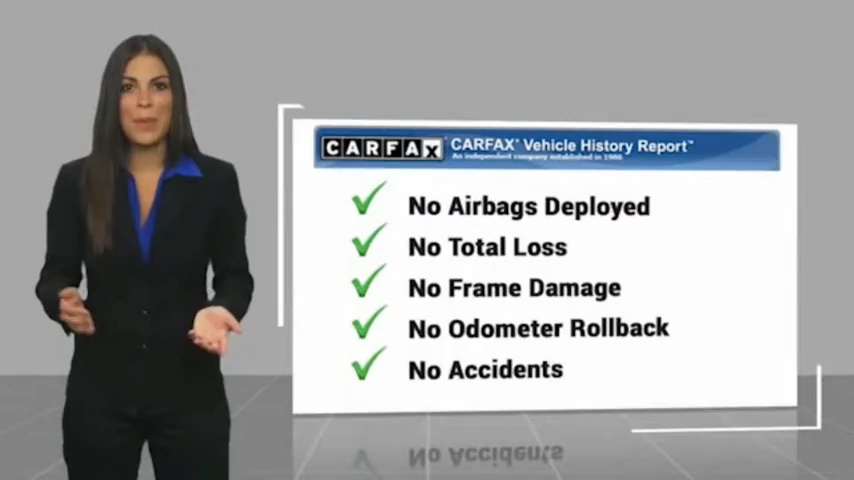 CARFAX CARFAX Vehicle History Report™
An independent company established in 1986
No Airbags Deployed
No Total Loss
No Frame Damage
No Odometer Rollback
No Accidents
No Accidents